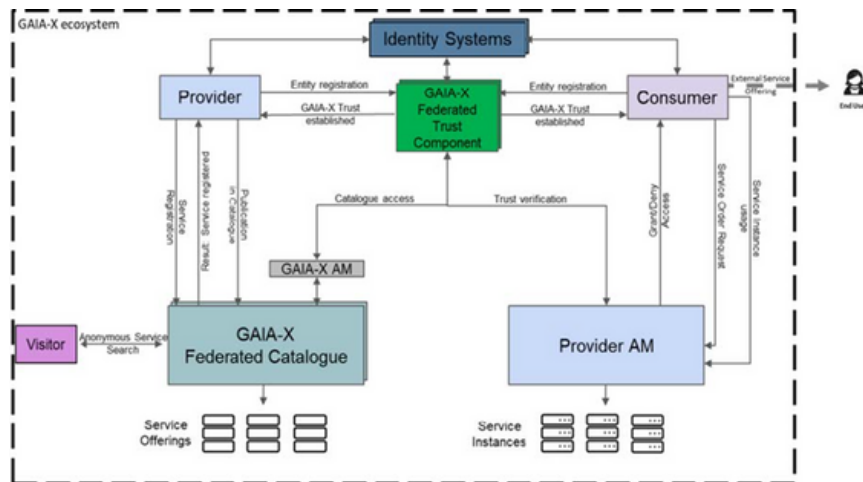 GAIA-X ecosystem
Identity Systems
Provider
Entity registration
GAIA-X Trust
established
GAIA-X
Federated
Trust
Component
Entity registration
GAIA-X Trust
established
Consumer
External Service
Offering
End User
Service
Registration
Result: Service registered
Publication
in Catalogue
Catalogue access
Trust verification
Grant/Deny
Access
Service Order Request
Service Instance
usage
GAIA-X AM
Visitor
Anonymous Service
Search
GAIA-X
Federated Catalogue
Provider AM
Service
Offerings
Service
Instances